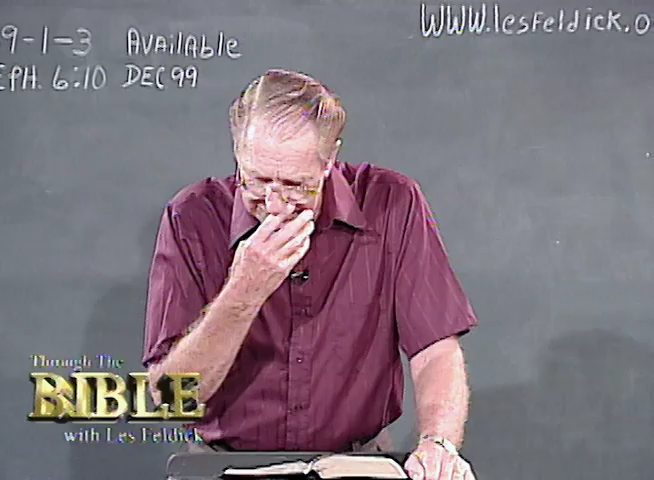 9-1-3 AVAilABle WWW.lesFeldick.o
EPH. 6:10 DEC 99
Through The
BIBLE
with Les Feldick